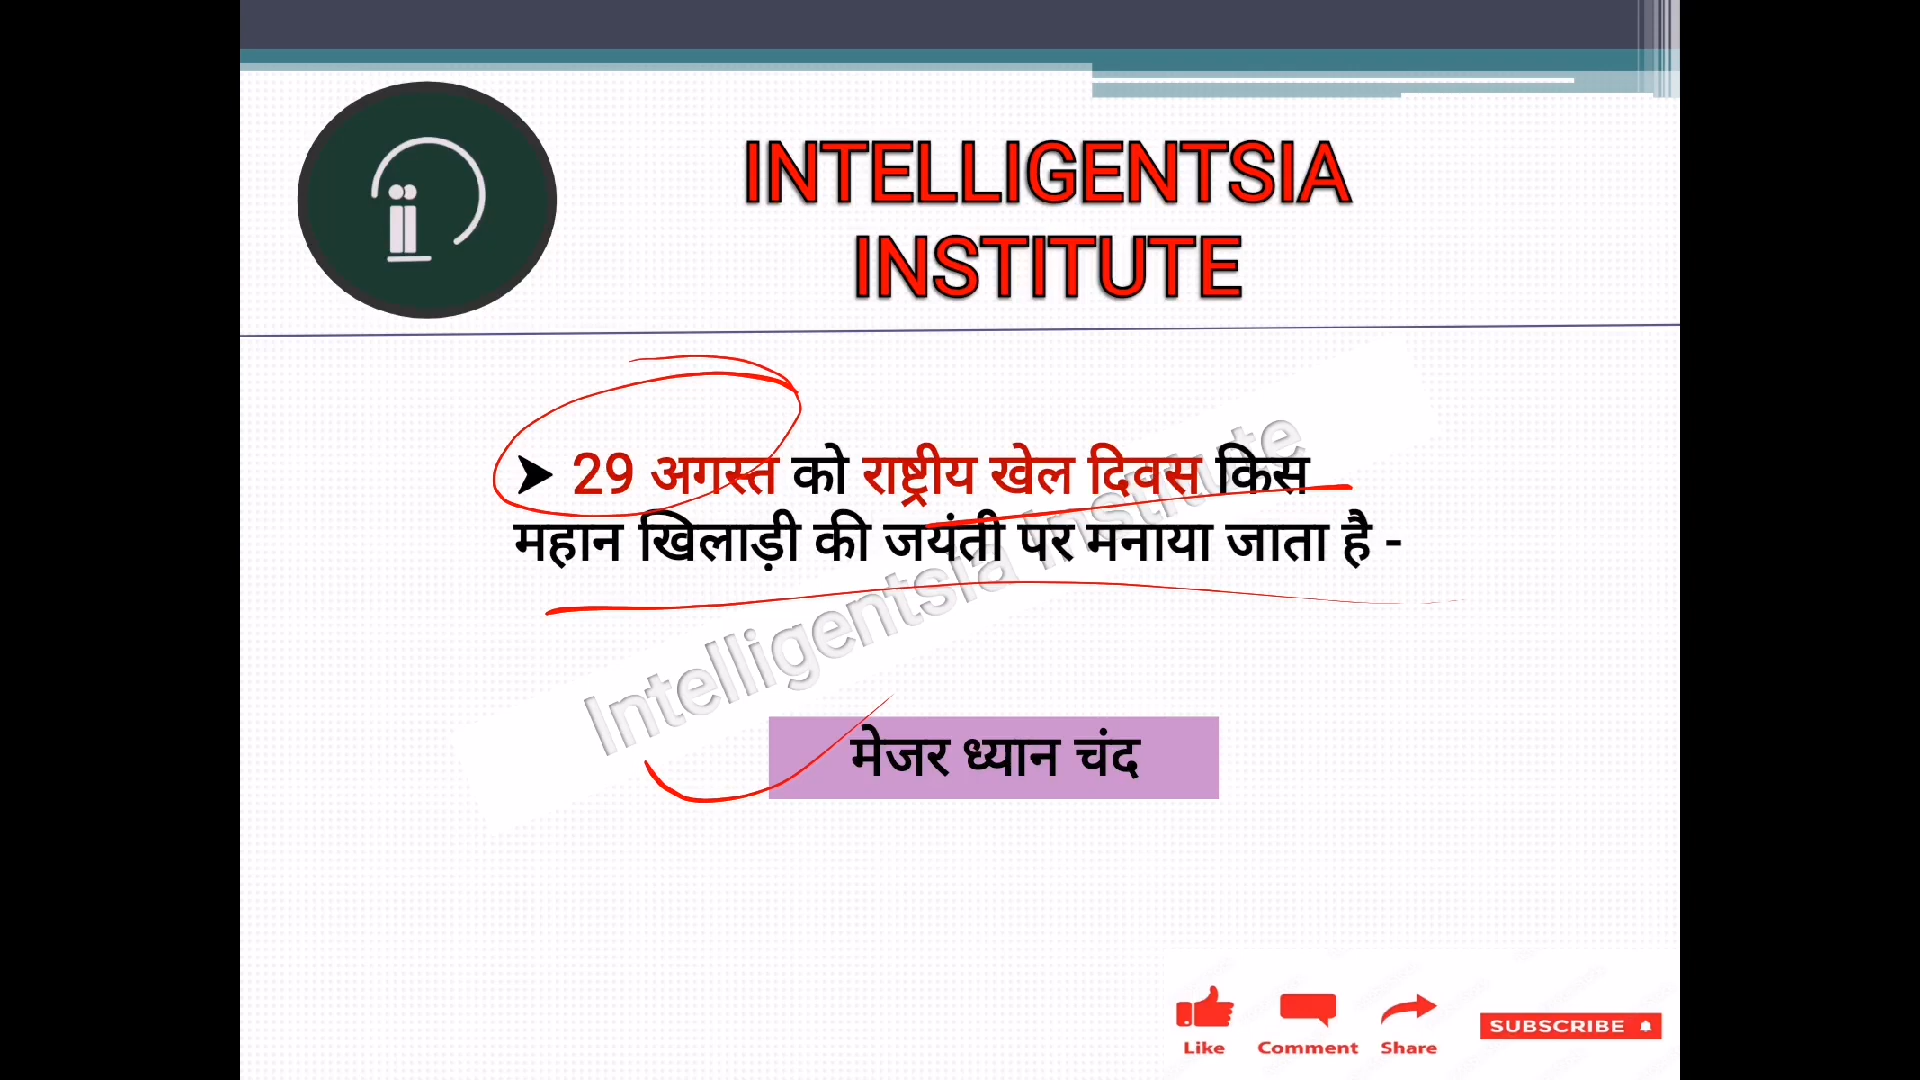 INTELLIGENTSIA
INSTITUTE
➤ 29 अगस्त को राष्ट्रीय खेल दिवस किस
महान खिलाड़ी की जयंती पर मनाया जाता है -
Intelligentsia Institute
मेजर ध्यान चंद
Like Comment Share SUBSCRIBE